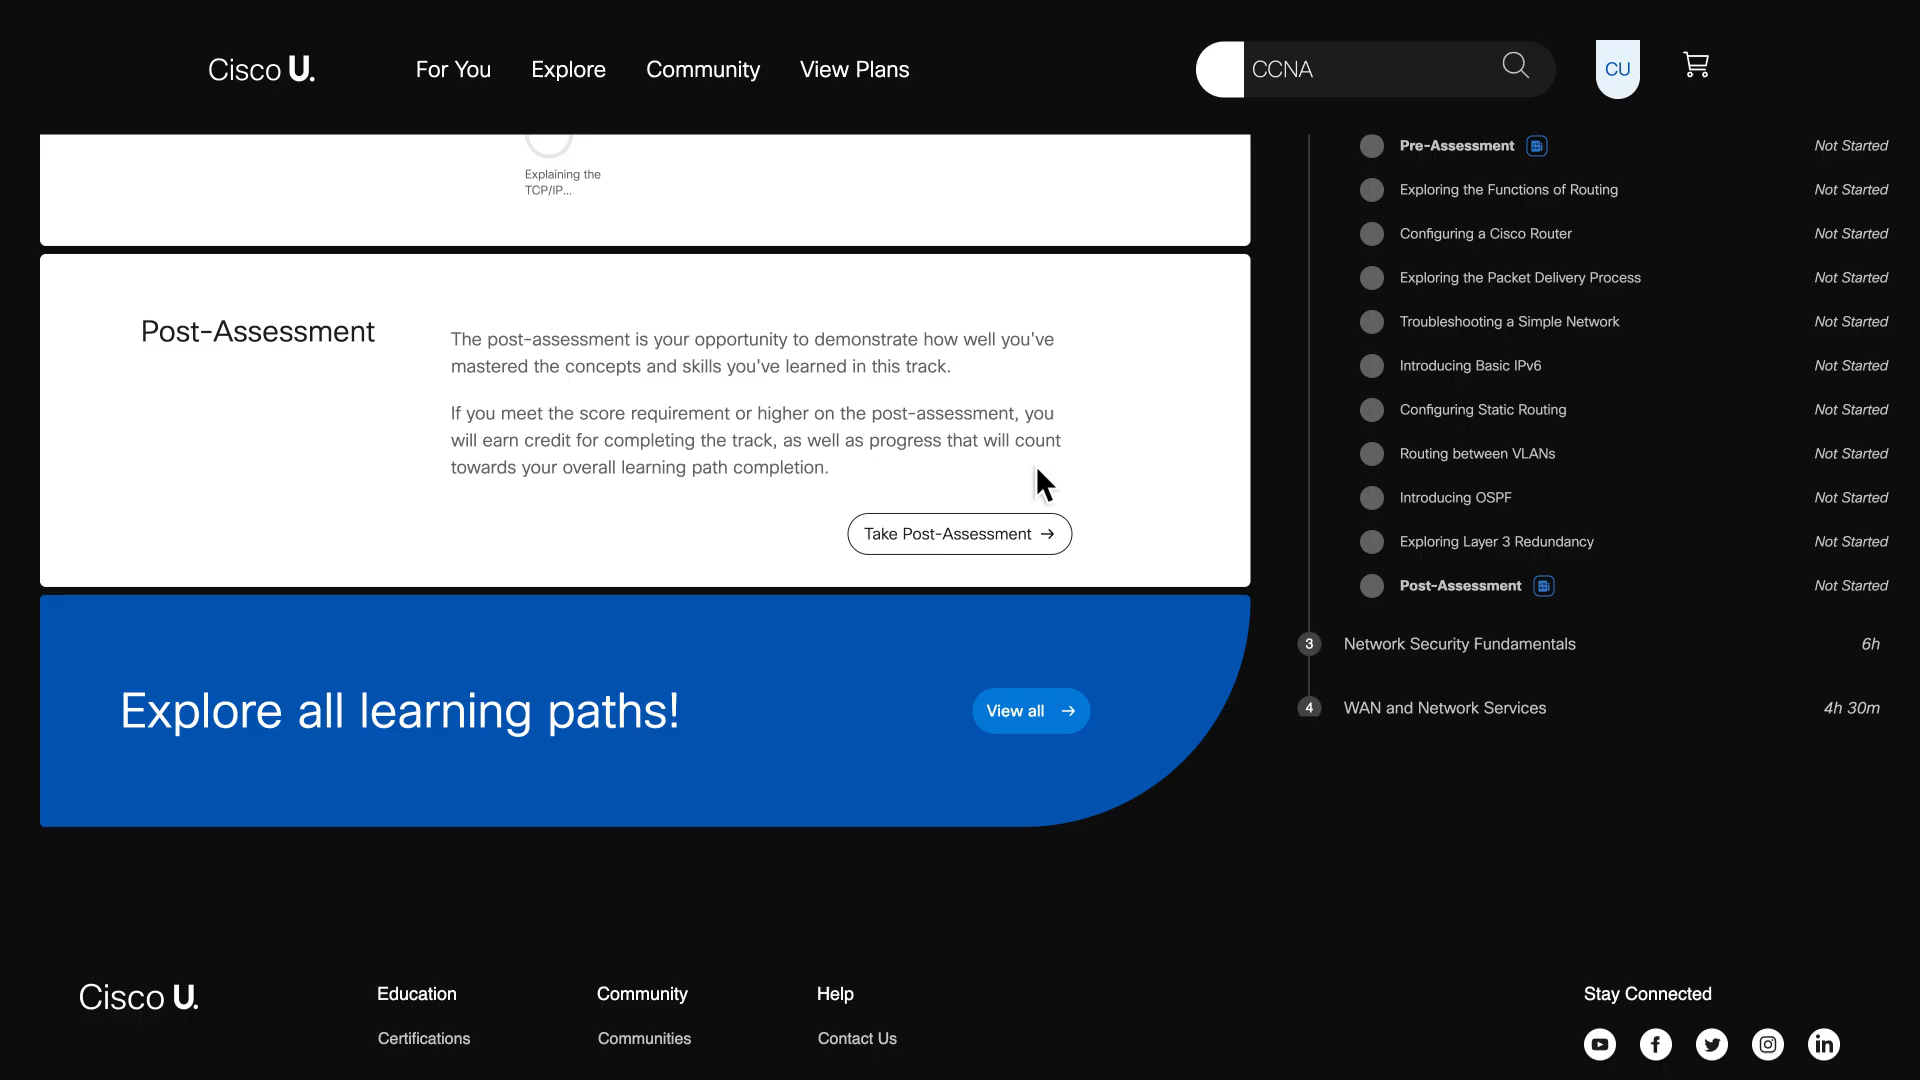 Cisco U.
For You
Explore
Community
View Plans
CCNA
CU
Explaining the
TCP/IP...
Post-Assessment
The post-assessment is your opportunity to demonstrate how well you've
mastered the concepts and skills you've learned in this track.
If you meet the score requirement or higher on the post-assessment, you
will earn credit for completing the track, as well as progress that will count
towards your overall learning path completion.
Take Post-Assessment
Explore all learning paths!
View all
Pre-Assessment Not Started
Exploring the Functions of Routing Not Started
Configuring a Cisco Router Not Started
Exploring the Packet Delivery Process Not Started
Troubleshooting a Simple Network Not Started
Introducing Basic IPv6 Not Started
Configuring Static Routing Not Started
Routing between VLANs Not Started
Introducing OSPF Not Started
Exploring Layer 3 Redundancy Not Started
Post-Assessment Not Started
3 Network Security Fundamentals 6h
4 WAN and Network Services 4h 30m
Cisco U.
Education
Certifications
Community
Communities
Help
Contact Us
Stay Connected